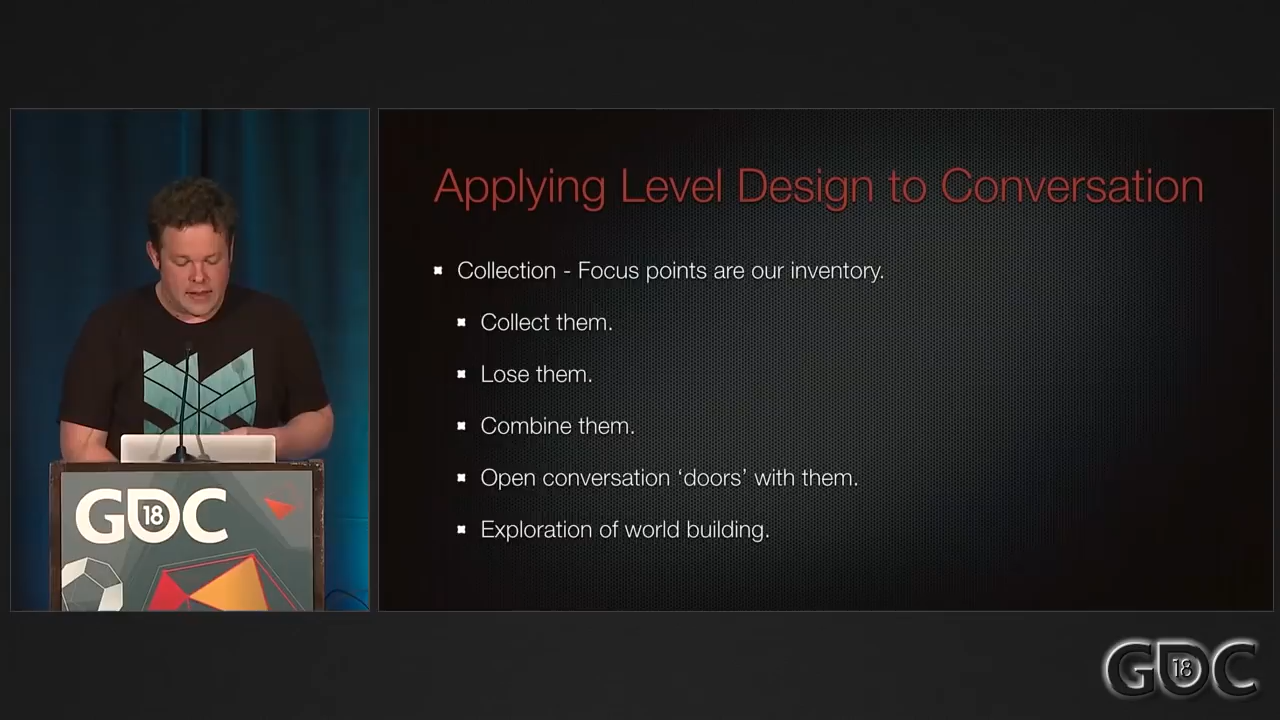 Applying Level Design to Conversation
Collection - Focus points are our inventory.
Collect them.
Lose them.
Combine them.
Open conversation ‘doors’ with them.
Exploration of world building.
GDC
18
GDC
18